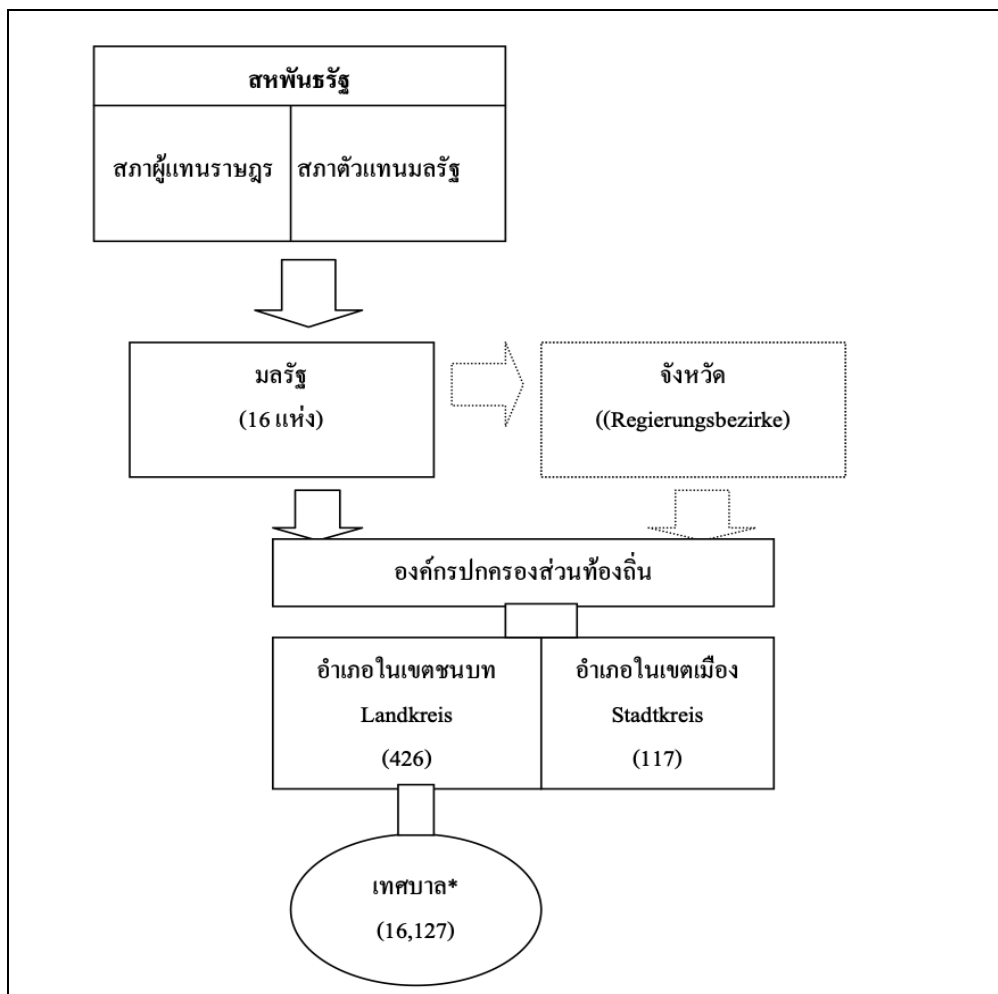 สหพันธรัฐ
สภาผู้แทนราษฎร
สภาตัวแทนมลรัฐ
มลรัฐ
(16 แห่ง)
จังหวัด
((Regierungsbezirke)
องค์กรปกครองส่วนท้องถิ่น
อำเภอในเขตชนบท
Landkreis
(426)
อำเภอในเขตเมือง
Stadtkreis
(117)
เทศบาล*
(16,127)